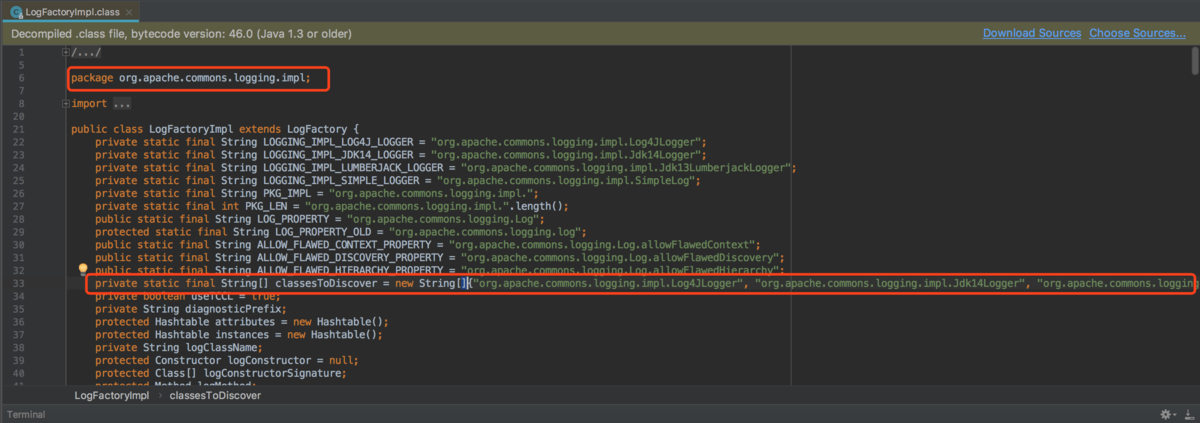 LogFactoryImpl.class ×
Decompiled .class file, bytecode version: 46.0 (Java 1.3 or older) Download Sources Choose Sources...
1 /.../
5
6 package org.apache.commons.logging.impl;
7
8 import ...
20
21 public class LogFactoryImpl extends LogFactory {
22 private static final String LOGGING_IMPL_LOG4J_LOGGER = "org.apache.commons.logging.impl.Log4JLogger";
23 private static final String LOGGING_IMPL_JDK14_LOGGER = "org.apache.commons.logging.impl.Jdk14Logger";
24 private static final String LOGGING_IMPL_LUMBERJACK_LOGGER = "org.apache.commons.logging.impl.Jdk13LumberjackLogger";
25 private static final String LOGGING_IMPL_SIMPLE_LOGGER = "org.apache.commons.logging.impl.SimpleLog";
26 private static final String PKG_IMPL = "org.apache.commons.logging.impl.";
27 private static final int PKG_LEN = "org.apache.commons.logging.impl.".length();
28 public static final String LOG_PROPERTY = "org.apache.commons.logging.Log";
29 protected static final String LOG_PROPERTY_OLD = "org.apache.commons.logging.log";
30 public static final String ALLOW_FLAWED_CONTEXT_PROPERTY = "org.apache.commons.logging.Log.allowFlawedContext";
31 public static final String ALLOW_FLAWED_DISCOVERY_PROPERTY = "org.apache.commons.logging.Log.allowFlawedDiscovery";
32 public static final String ALLOW_FLAWED_HIERARCHY_PROPERTY = "org.apache.commons.logging.Log.allowFlawedHierarchy";
33 private static final String[] classesToDiscover = new String[]{"org.apache.commons.logging.impl.Log4JLogger", "org.apache.commons.logging.impl.Jdk14Logger", "org.apache.commons.logging
34 private boolean useTCCL = true;
35 private String diagnosticPrefix;
36 protected Hashtable attributes = new Hashtable();
37 protected Hashtable instances = new Hashtable();
38 private String logClassName;
39 protected Constructor logConstructor = null;
40 protected Class[] logConstructorSignature;
41 protected Method logMethod;
LogFactoryImpl › classesToDiscover
Terminal